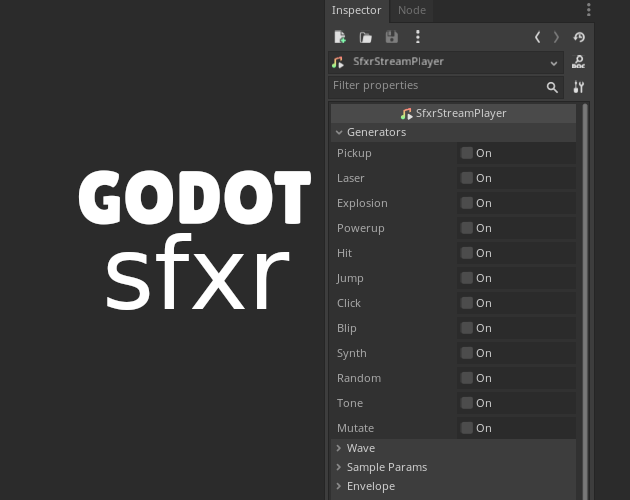 GODOT
sfxr
Inspector Node
SfxrStreamPlayer
DOC
Filter properties
SfxrStreamPlayer
Generators
Pickup On
Laser On
Explosion On
Powerup On
Hit On
Jump On
Click On
Blip On
Synth On
Random On
Tone On
Mutate On
Wave
Sample Params
Envelope